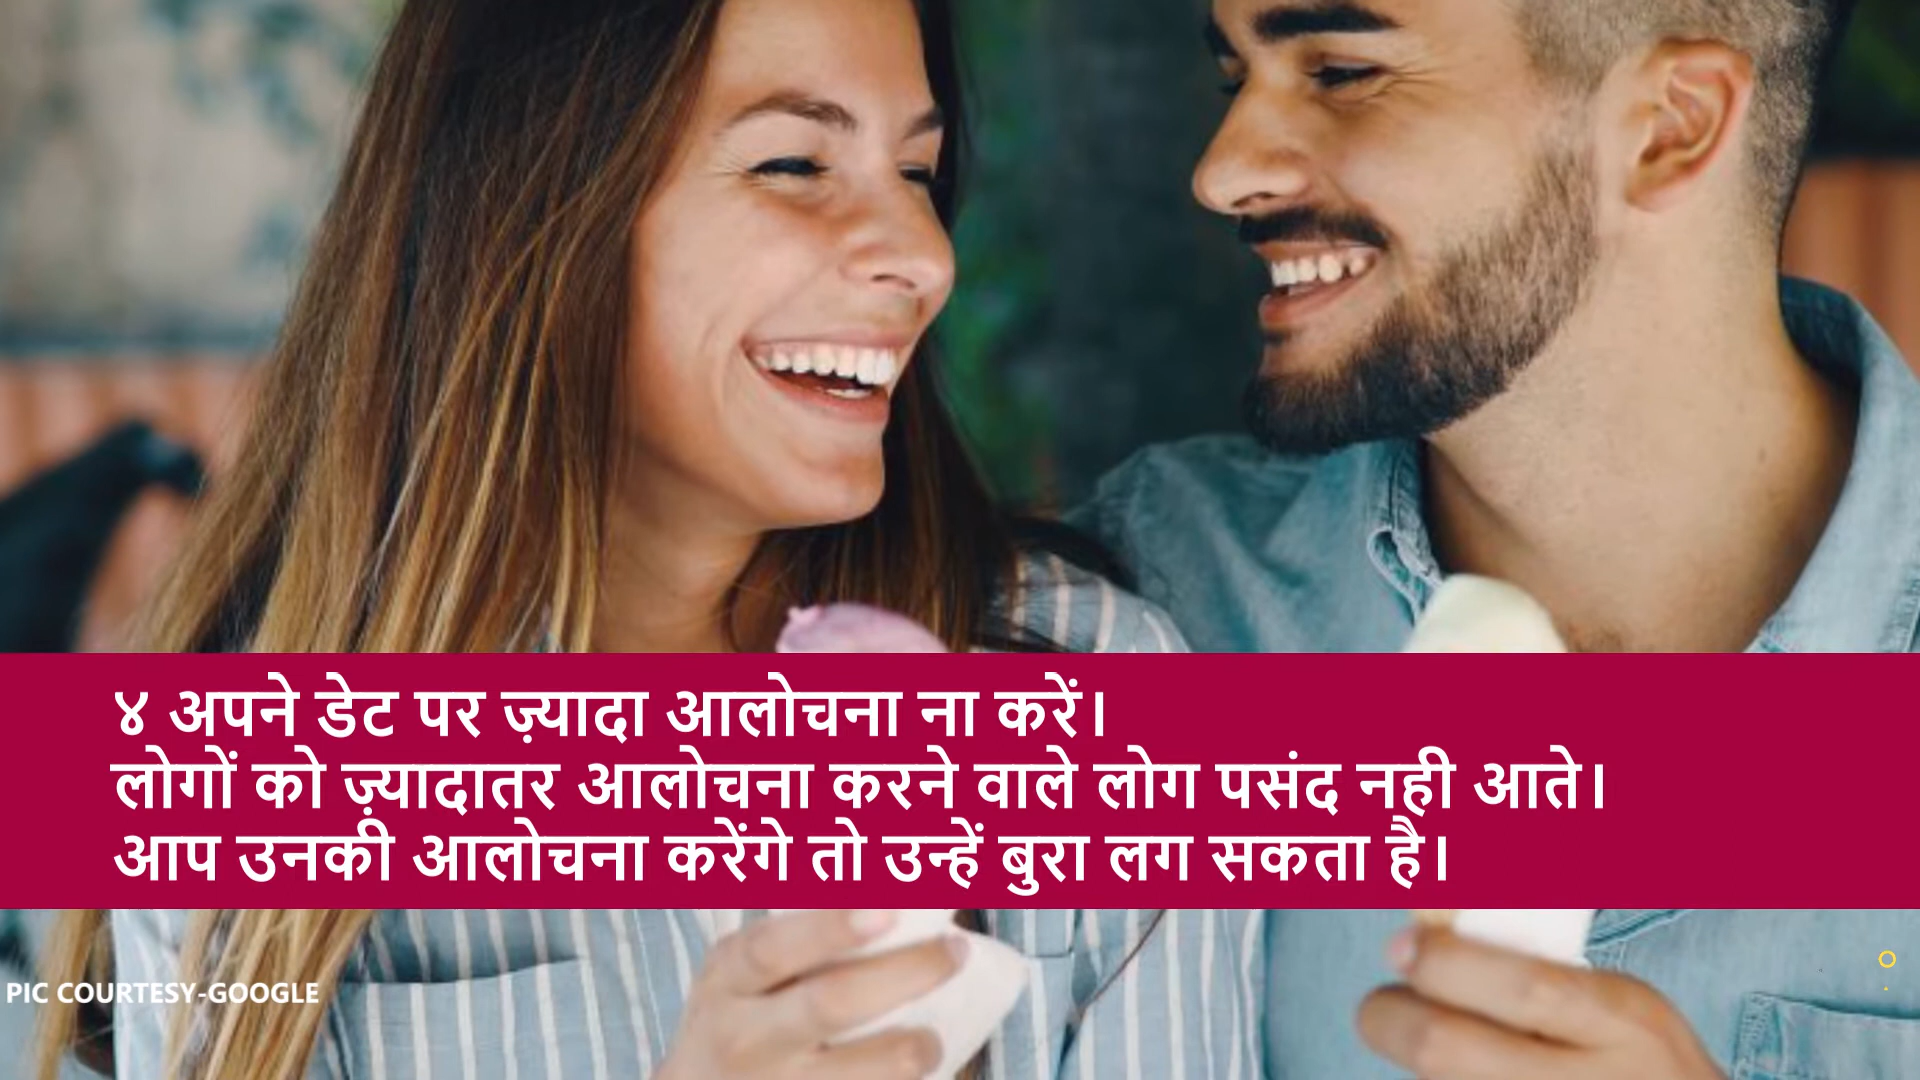 ४ अपने डेट पर ज़्यादा आलोचना ना करें।
लोगों को ज़्यादातर आलोचना करने वाले लोग पसंद नही आते।
आप उनकी आलोचना करेंगे तो उन्हें बुरा लग सकता है।
PIC COURTESY-GOOGLE